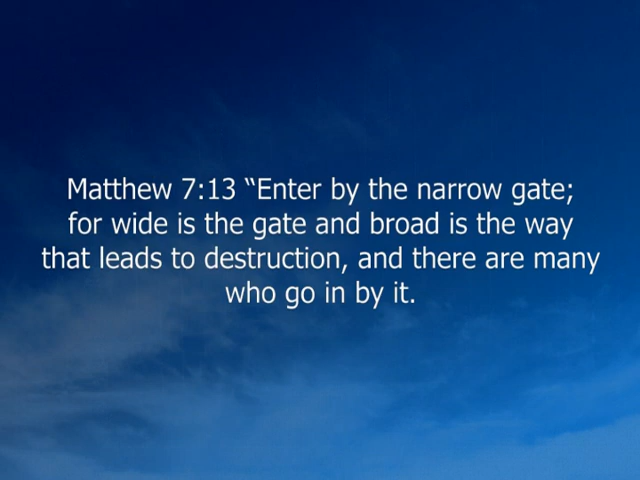 Matthew 7:13 “Enter by the narrow gate;
for wide is the gate and broad is the way
that leads to destruction, and there are many
who go in by it.